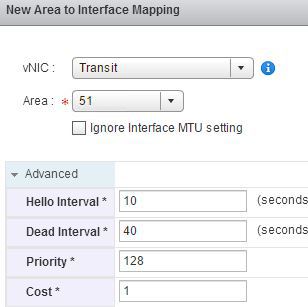 New Area to Interface Mapping
vNIC : Transit
Area : * 51
Ignore Interface MTU setting
Advanced
Hello Interval * 10 (seconds
Dead Interval * 40 (seconds
Priority * 128
Cost * 1